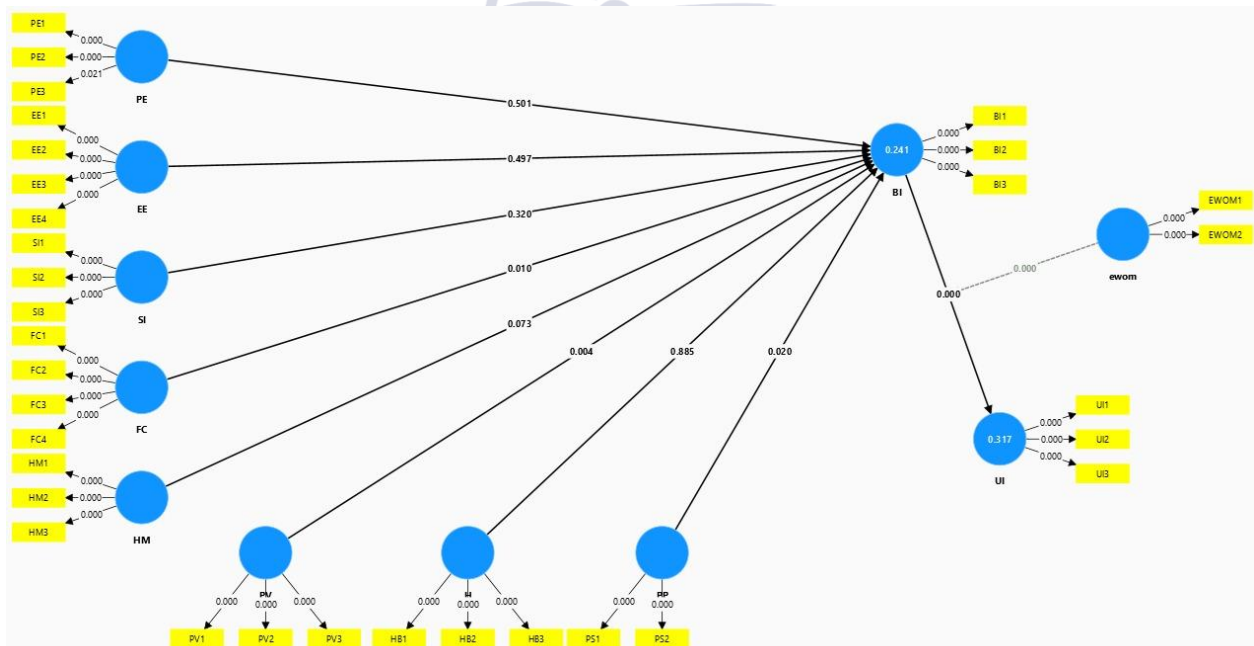 PE1
0.000
PE2
0.000
0.021
PE3
PE
EE1
0.000
EE2
0.000
EE3
0.000
0.000
EE4
EE
SI1
0.000
SI2
0.000
0.000
SI3
SI
FC1
0.000
FC2
0.000
FC3
0.000
0.000
FC4
FC
HM1
0.000
HM2
0.000
0.000
HM3
HM
0.501
0.497
0.320
0.010
0.073
0.004
0.885
0.020
0.241
BI
0.000
BI1
0.000
BI2
0.000
BI3
0.000
0.000
EWOM1
0.000
EWOM2
0.000
ewom
0.317
UI
0.000
UI1
0.000
UI2
0.000
UI3
PV
0.000
0.000
0.000
PV1
PV2
PV3
H
0.000
0.000
0.000
HB1
HB2
HB3
PP
0.000
0.000
PS1
PS2